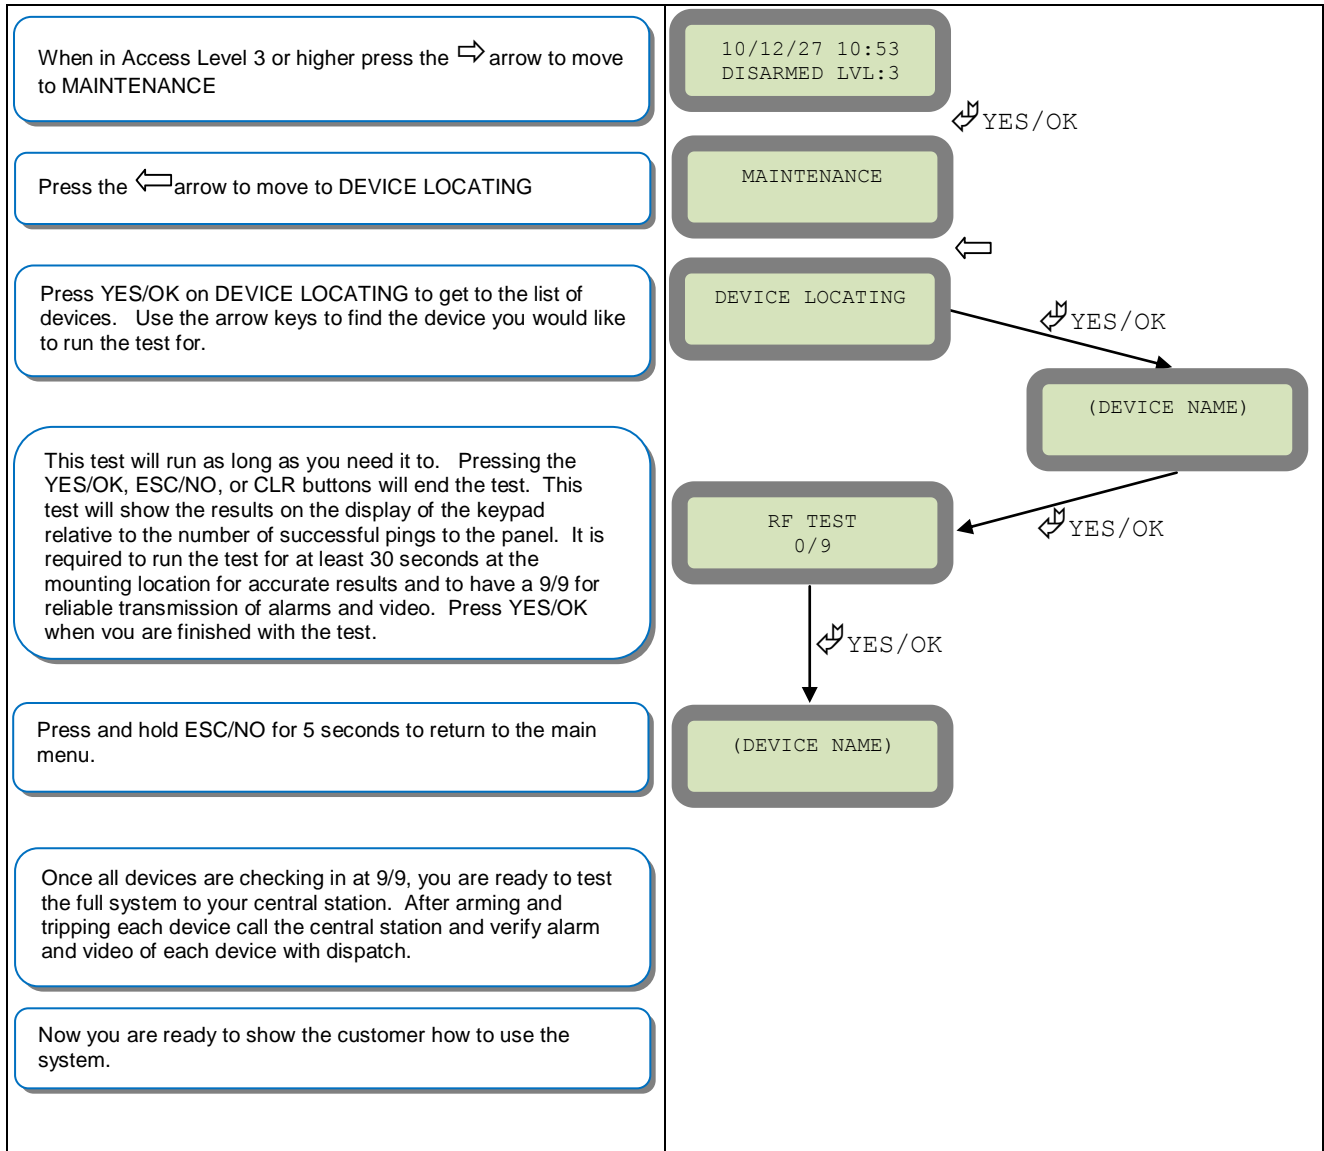 When in Access Level 3 or higher press the ⇨ arrow to move
to MAINTENANCE
10/12/27 10:53
DISARMED LVL:3
YES/OK
Press the ⇦ arrow to move to DEVICE LOCATING
MAINTENANCE
⇦
Press YES/OK on DEVICE LOCATING to get to the list of
devices. Use the arrow keys to find the device you would like
to run the test for.
DEVICE LOCATING
YES/OK
(DEVICE NAME)
This test will run as long as you need it to. Pressing the
YES/OK, ESC/NO, or CLR buttons will end the test. This
test will show the results on the display of the keypad
relative to the number of successful pings to the panel. It is
required to run the test for at least 30 seconds at the
mounting location for accurate results and to have a 9/9 for
reliable transmission of alarms and video. Press YES/OK
when you are finished with the test.
YES/OK
RF TEST
0/9
YES/OK
Press and hold ESC/NO for 5 seconds to return to the main
menu.
(DEVICE NAME)
Once all devices are checking in at 9/9, you are ready to test
the full system to your central station. After arming and
tripping each device call the central station and verify alarm
and video of each device with dispatch.
Now you are ready to show the customer how to use the
system.